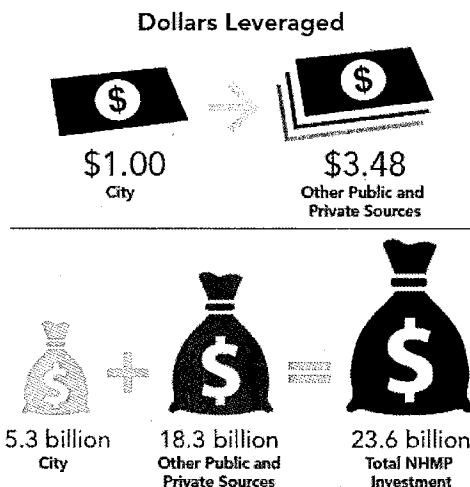 Dollars Leveraged
$ $
$1.00 $3.48
City Other Public and
Private Sources
$ + $ = $
5.3 billion 18.3 billion 23.6 billion
City Other Public and Total NHMP
Private Sources Investment